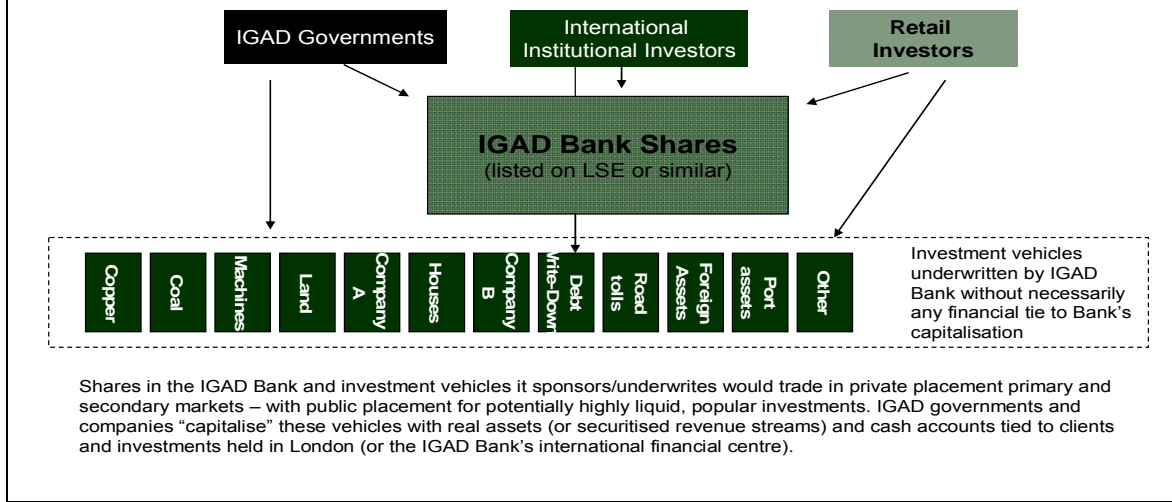 IGAD Governments
International
Institutional Investors
Retail
Investors
IGAD Bank Shares
(listed on LSE or similar)
Copper
Coal
Machines
Land
Company
A
Houses
Company
B
Debt
Write-Down
Road
tolls
Foreign
Assets
Port
assets
Other
Investment vehicles
underwritten by IGAD
Bank without necessarily
any financial tie to Bank’s
capitalisation
Shares in the IGAD Bank and investment vehicles it sponsors/underwrites would trade in private placement primary and
secondary markets – with public placement for potentially highly liquid, popular investments. IGAD governments and
companies “capitalise” these vehicles with real assets (or securitised revenue streams) and cash accounts tied to clients
and investments held in London (or the IGAD Bank’s international financial centre).